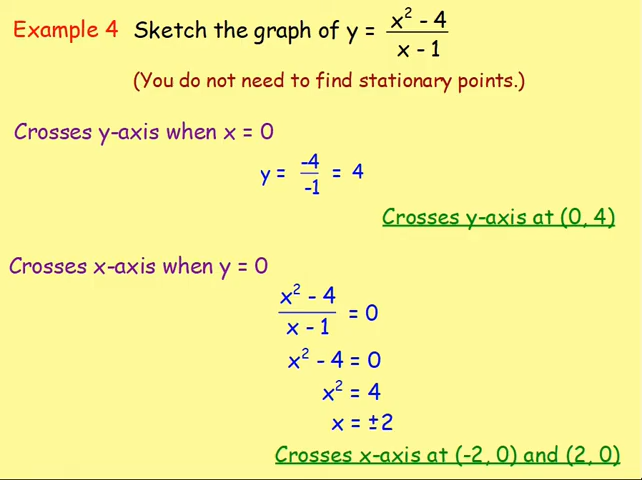 Example 4 Sketch the graph of y = x² - 4 / x - 1
(You do not need to find stationary points.)
Crosses y-axis when x = 0
y = -4 / -1 = 4
Crosses y-axis at (0, 4)
Crosses x-axis when y = 0
x² - 4 / x - 1 = 0
x² - 4 = 0
x² = 4
x = ±2
Crosses x-axis at (-2, 0) and (2, 0)